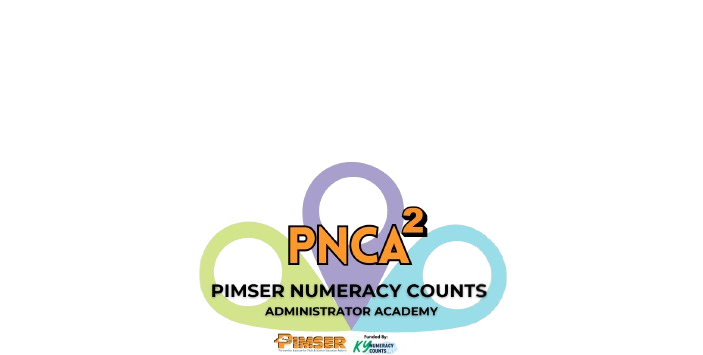 PNCA²
PIMSER NUMERACY COUNTS
ADMINISTRATOR ACADEMY
PIMSER
Funded By:
KY NUMERACY
COUNTS